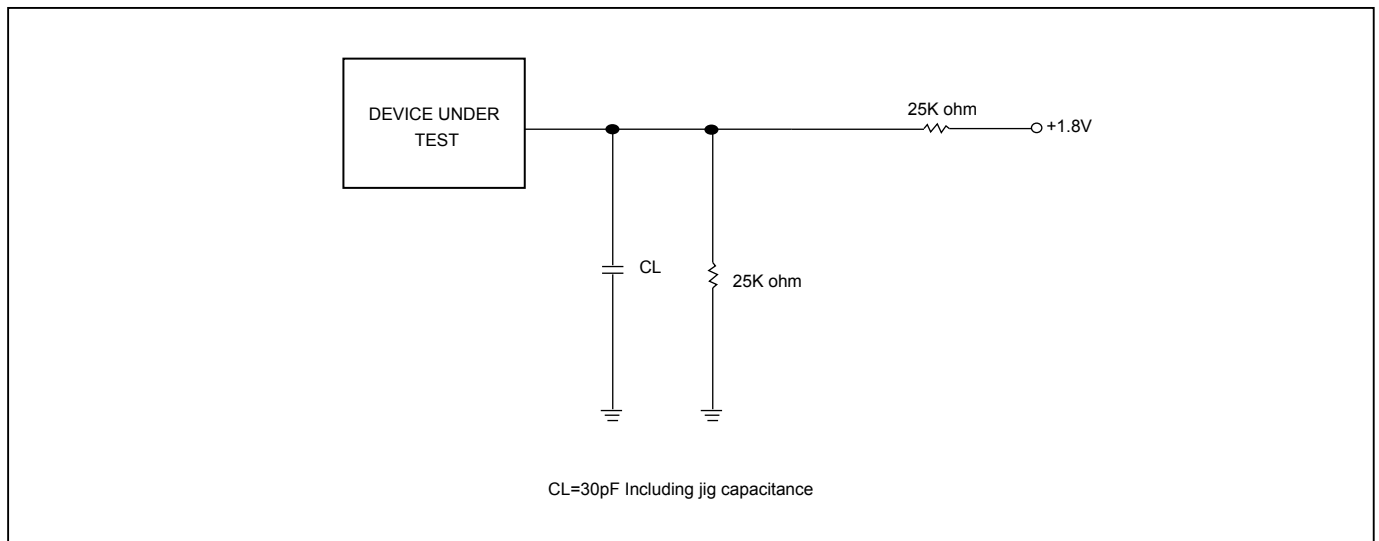 DEVICE UNDER
TEST
25K ohm
+1.8V
CL
25K ohm
CL=30pF Including jig capacitance